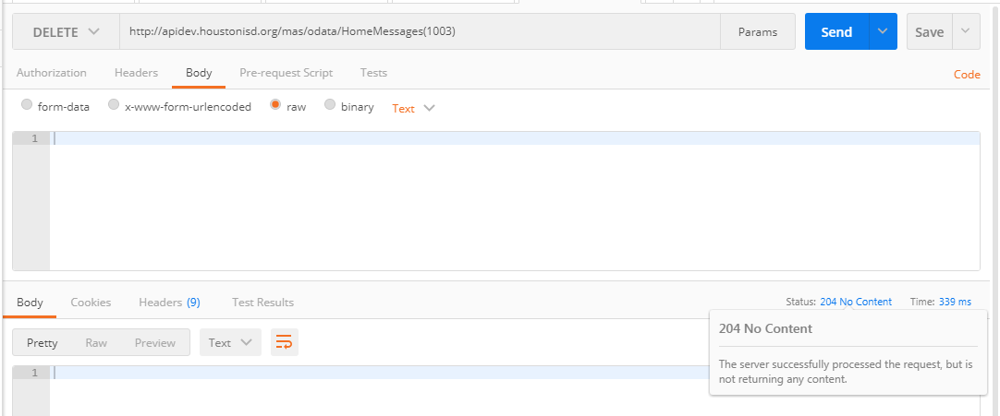 DELETE http://apidev.houstonisd.org/mas/odata/HomeMessages(1003) Params Send Save
Authorization Headers Body Pre-request Script Tests Code
form-data x-www-form-urlencoded raw binary Text
1
Body Cookies Headers (9) Test Results Status: 204 No Content Time: 339 ms
204 No Content
Pretty Raw Preview Text
The server successfully processed the request, but is
not returning any content.
1